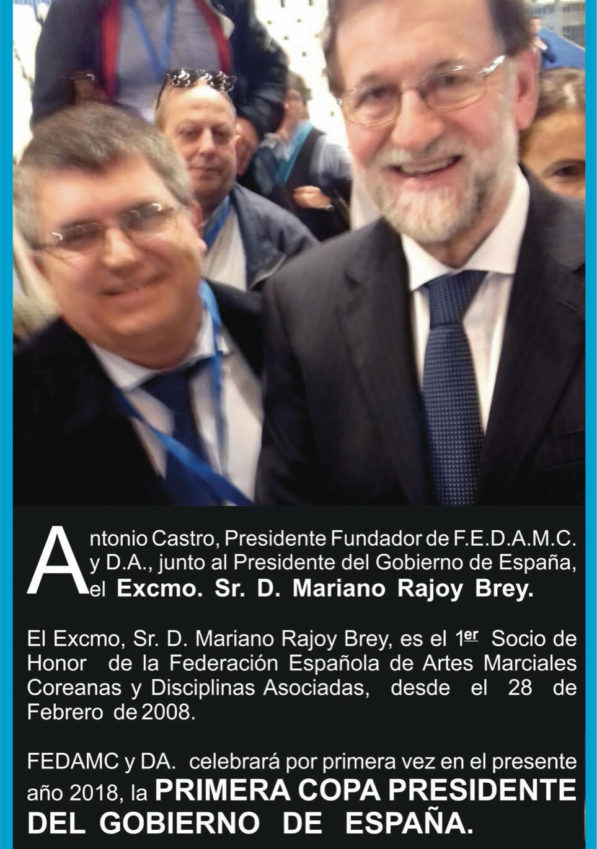 Antonio Castro, Presidente Fundador de F.E.D.A.M.C.
y D.A., junto al Presidente del Gobierno de España,
el Excmo. Sr. D. Mariano Rajoy Brey.
El Excmo, Sr. D. Mariano Rajoy Brey, es el 1er Socio de
Honor de la Federación Española de Artes Marciales
Coreanas y Disciplinas Asociadas, desde el 28 de
Febrero de 2008.
FEDAMC y DA. celebrará por primera vez en el presente
año 2018, la PRIMERA COPA PRESIDENTE
DEL GOBIERNO DE ESPAÑA.